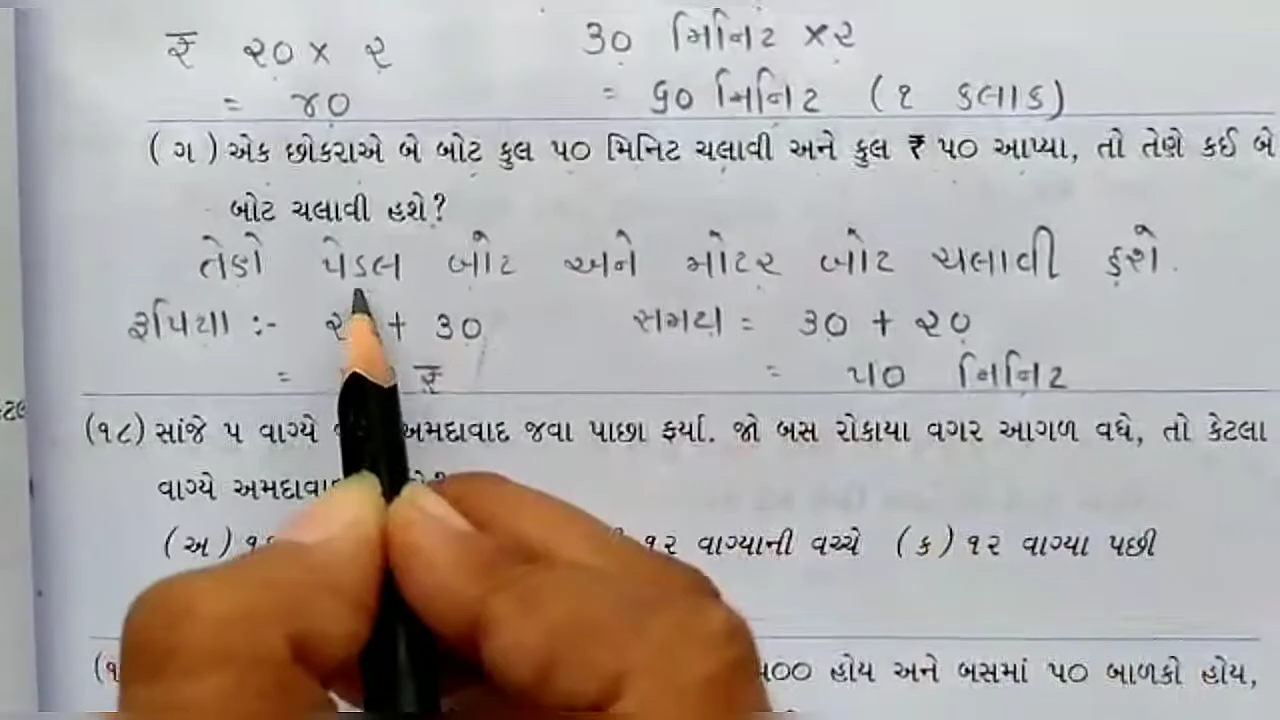 ₹ ૨૦ × ૨
૩૦ મિનિટ × ૨
= ૪૦
= ૬૦ મિનિટ (૧ કલાક)
(ગ) એક છોકરાએ બે બોટ કુલ ૫૦ મિનિટ ચલાવી અને કુલ ₹ ૫૦ આપ્યા, તો તેણે કઈ બે
બોટ ચલાવી હશે?
તેણે પેડલ બોટ અને મોટર બોટ ચલાવી હશે.
રૂપિયા :- + ૩૦
સમય = ૩૦ + ૨૦
= ₹
= ૫૦ મિનિટ
(૧૮) સાંજે ૫ વાગ્યે અમદાવાદ જવા પાછા ફર્યા. જો બસ રોકાયા વગર આગળ વધે, તો કેટલા
વાગ્યે
(અ) ૧૨ વાગ્યાની વચ્ચે (ક) ૧૨ વાગ્યા પછી
૫૦૦ હોય અને બસમાં ૫૦ બાળકો હોય,